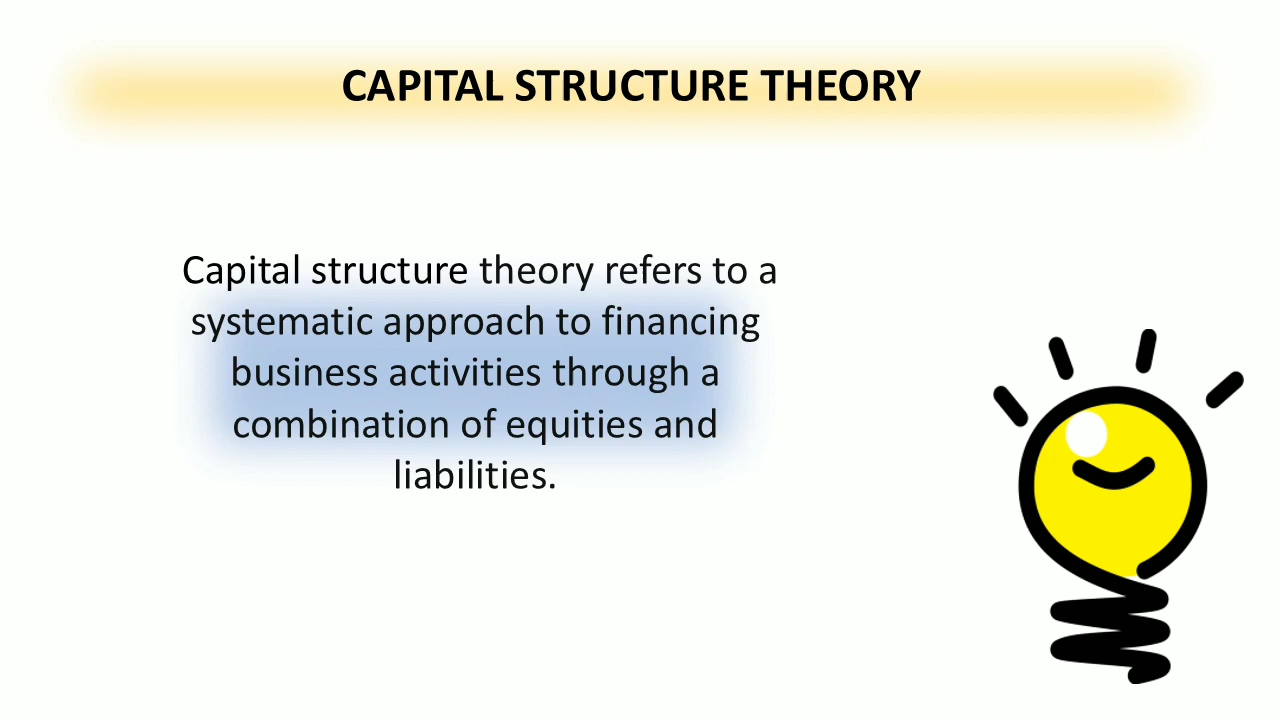 CAPITAL STRUCTURE THEORY
Capital structure theory refers to a
systematic approach to financing
business activities through a
combination of equities and
liabilities.